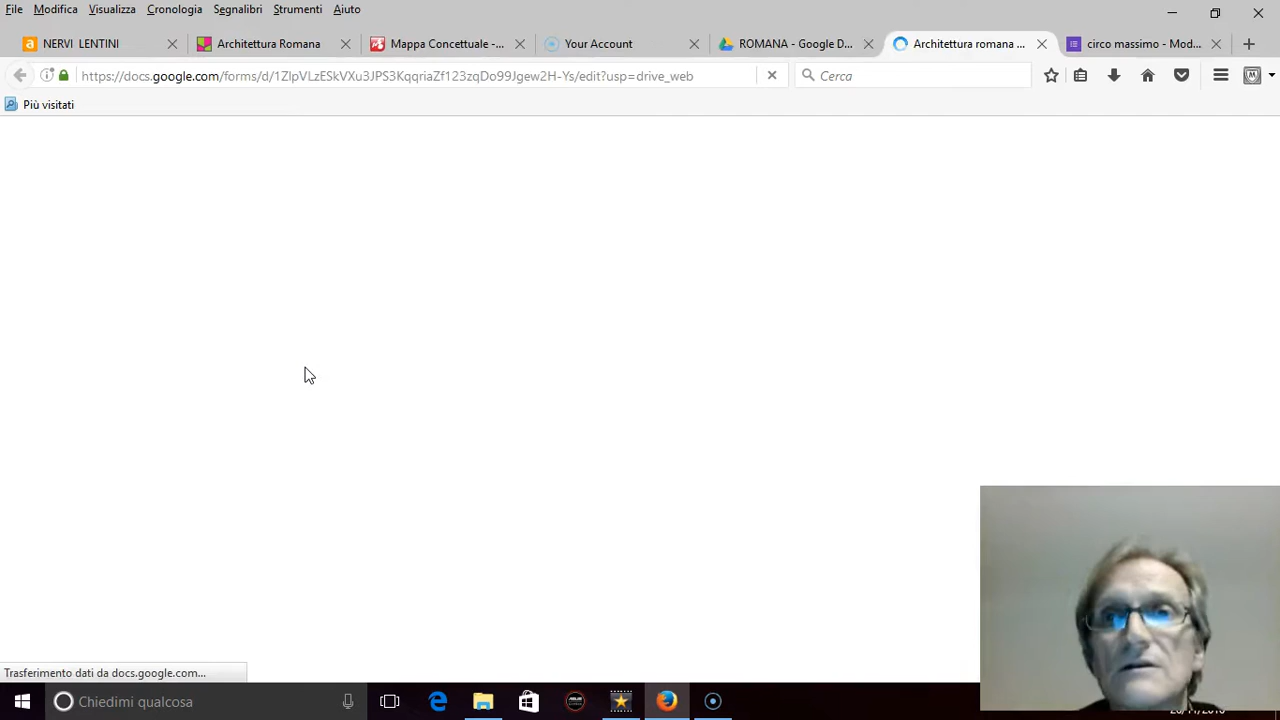 File Modifica Visualizza Cronologia Segnalibri Strumenti Aiuto
NERVI LENTINI Architettura Romana Mappa Concettuale -... Your Account ROMANA - Google D... Architettura romana ... circo massimo - Mod...
https://docs.google.com/forms/d/1ZlpVLzESkVXu3JPS3KqqriaZf123zqDo99Jgew2H-Ys/edit?usp=drive_web Cerca
Più visitati
Trasferimento dati da docs.google.com...
Chiedimi qualcosa